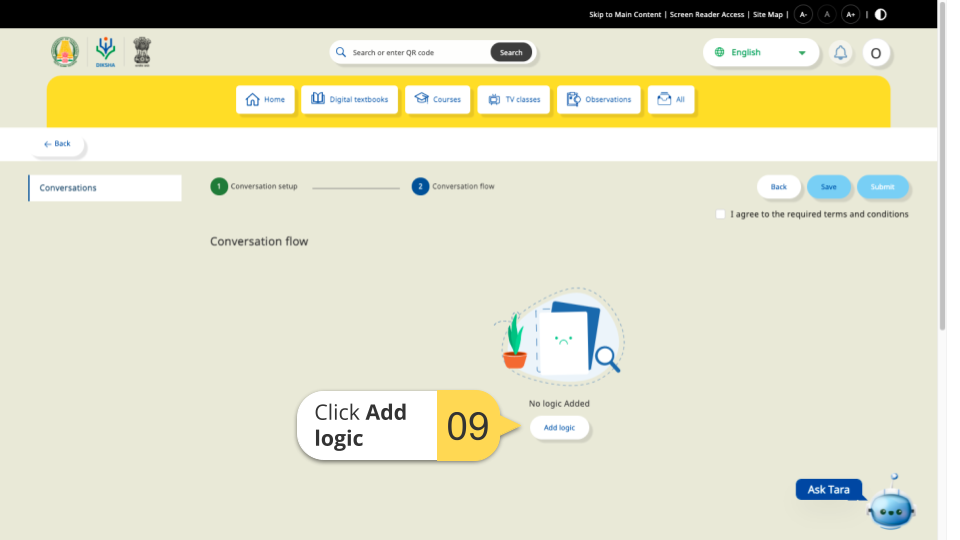 Skip to Main Content | Screen Reader Access | Site Map | A- A A+ |
DIKSHA
Search or enter QR code Search
English O
Home Digital textbooks Courses TV classes Observations All
← Back
Conversations
1 Conversation setup 2 Conversation flow
Back Save Submit
I agree to the required terms and conditions
Conversation flow
No logic Added
Click Add
logic
09
Add logic
Ask Tara